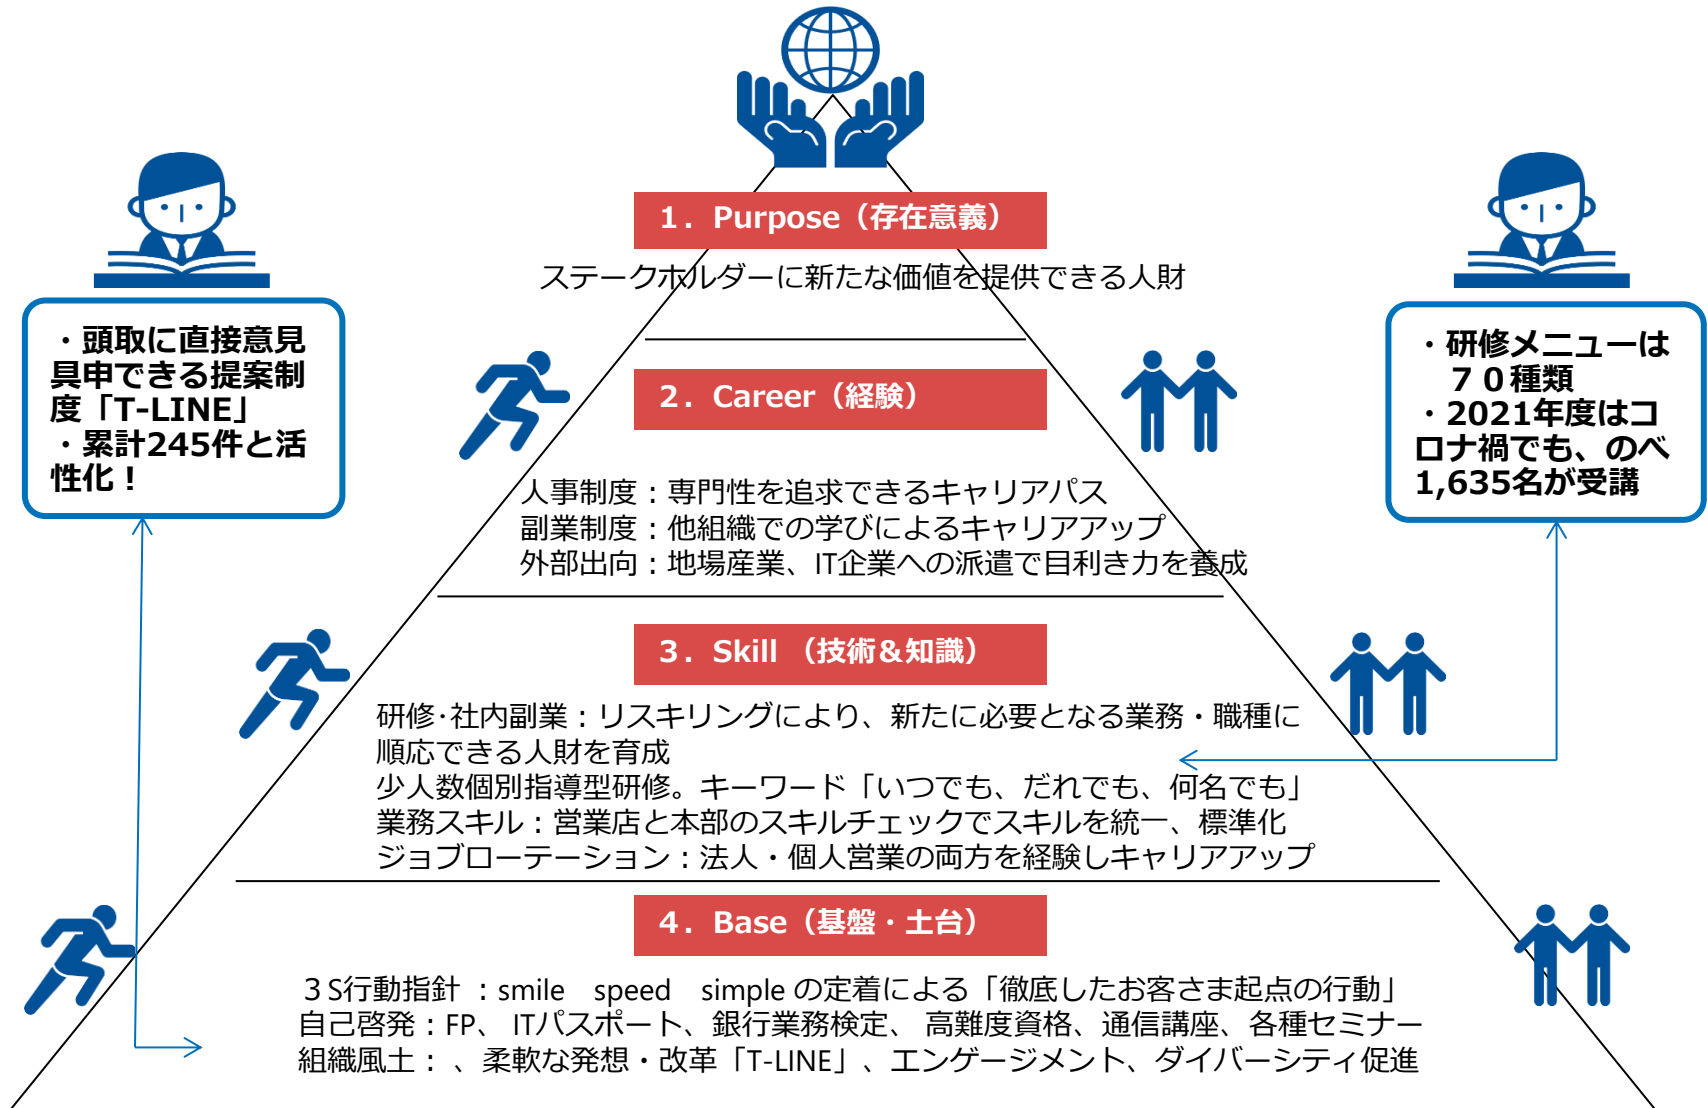 １．Purpose（存在意義）
ステークホルダーに新たな価値を提供できる人財
・頭取に直接意見
具申できる提案制
度「T-LINE」
・累計245件と活
性化！
・研修メニューは
７０種類
・2021年度はコ
ロナ禍でも、のべ
1,635名が受講
２．Career（経験）
人事制度：専門性を追求できるキャリアパス
副業制度：他組織での学びによるキャリアアップ
外部出向：地場産業、IT企業への派遣で目利き力を養成
３．Skill （技術＆知識）
研修･社内副業：リスキリングにより、新たに必要となる業務・職種に
順応できる人財を育成
少人数個別指導型研修。キーワード「いつでも、だれでも、何名でも」
業務スキル：営業店と本部のスキルチェックでスキルを統一、標準化
ジョブローテーション：法人・個人営業の両方を経験しキャリアアップ
４．Base（基盤・土台）
３S行動指針 ：smile　speed　simple の定着による「徹底したお客さま起点の行動」
自己啓発：FP、 ITパスポート、銀行業務検定、 高難度資格、通信講座、各種セミナー
組織風土： 、柔軟な発想・改革「T-LINE」、エンゲージメント、ダイバーシティ促進